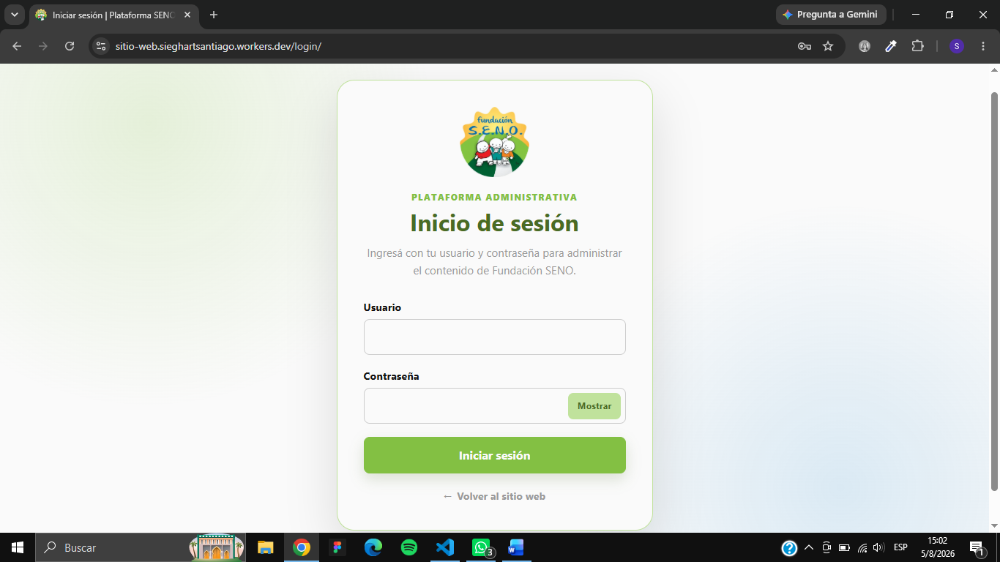 Iniciar sesión | Plataforma SENO
Pregunta a Gemini
sitio-web.sieghartsantiago.workers.dev/login/
S
fundación
S.E.N.O.
PLATAFORMA ADMINISTRATIVA
Inicio de sesión
Ingresá con tu usuario y contraseña para administrar
el contenido de Fundación SENO.
Usuario
Contraseña
Mostrar
Iniciar sesión
← Volver al sitio web
Buscar
3
W
ESP
15:02
5/8/2026
1